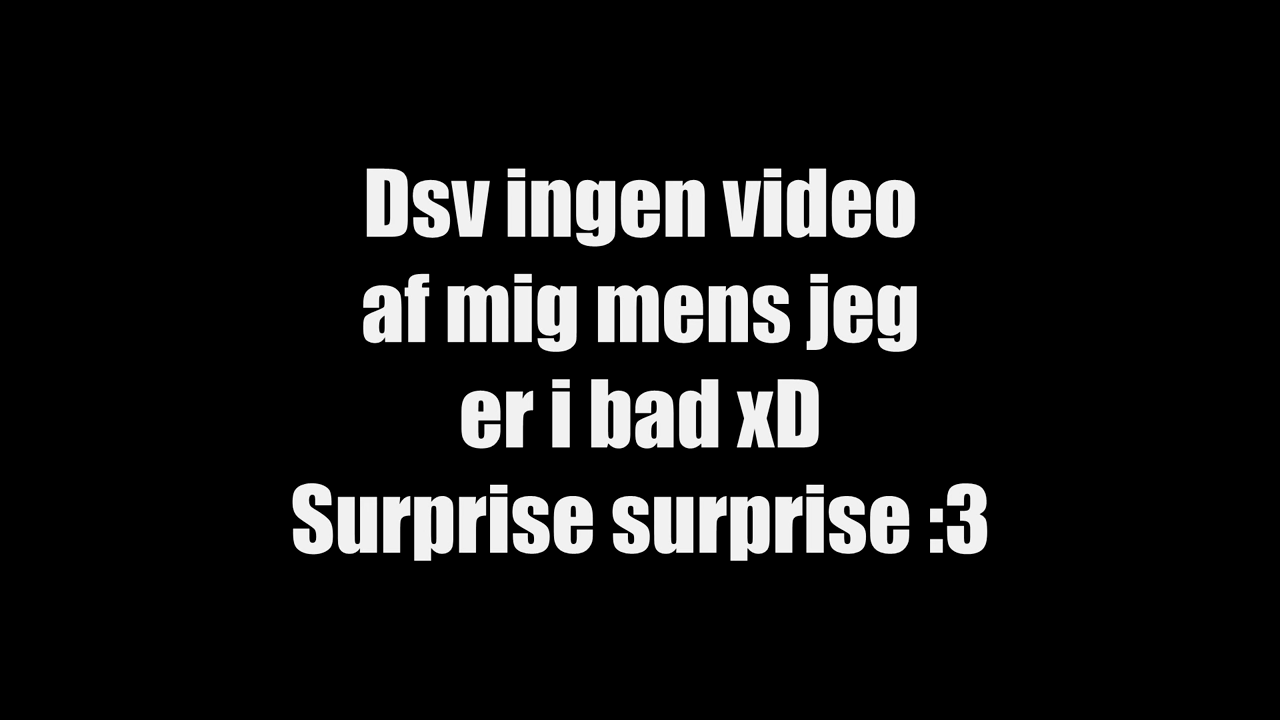 Dsv ingen video
af mig mens jeg
er i bad xD
Surprise surprise :3